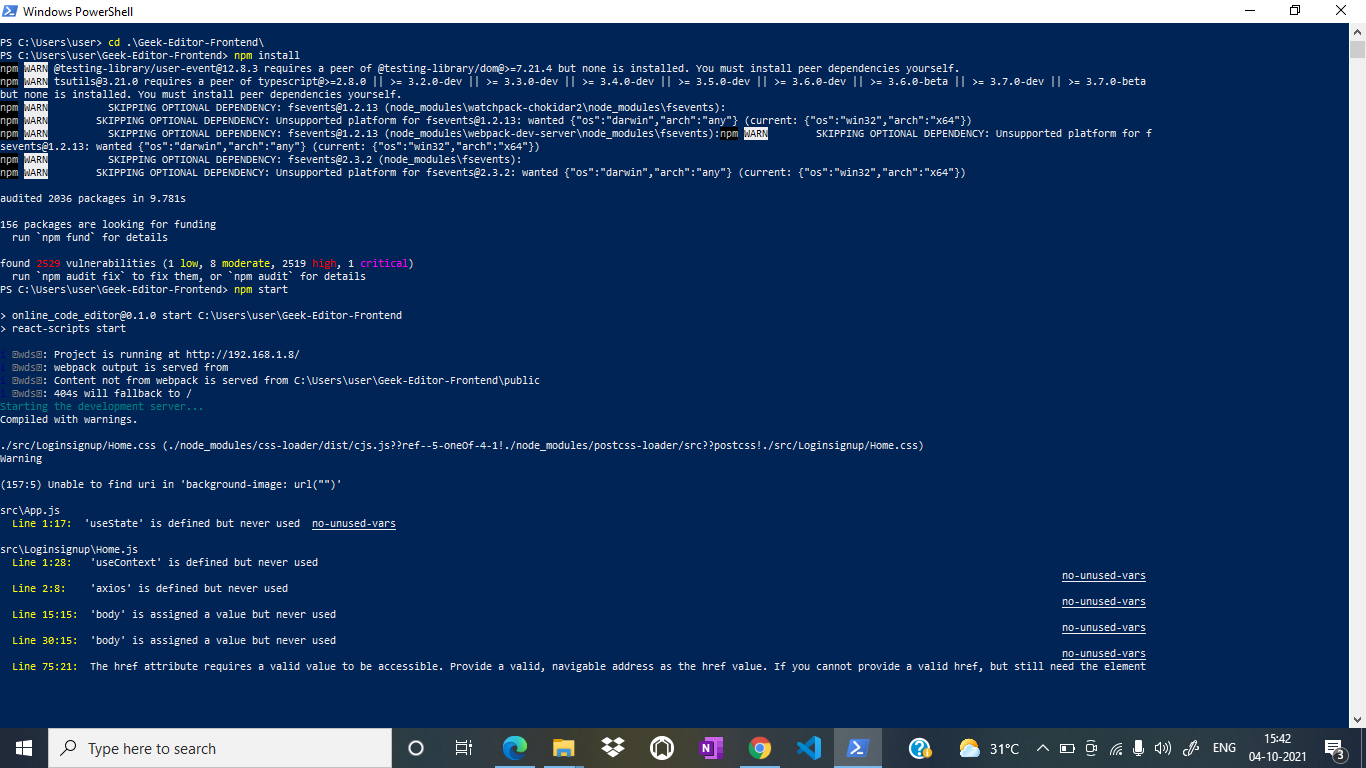 Windows PowerShell
PS C:\Users\user> cd .\Geek-Editor-Frontend\
PS C:\Users\user\Geek-Editor-Frontend> npm install
npm WARN @testing-library/user-event@12.8.3 requires a peer of @testing-library/dom@>=7.21.4 but none is installed. You must install peer dependencies yourself.
npm WARN tsutils@3.21.0 requires a peer of typescript@>=2.8.0 || >= 3.2.0-dev || >= 3.3.0-dev || >= 3.4.0-dev || >= 3.5.0-dev || >= 3.6.0-dev || >= 3.6.0-beta || >= 3.7.0-dev || >= 3.7.0-beta
but none is installed. You must install peer dependencies yourself.
npm WARN SKIPPING OPTIONAL DEPENDENCY: fsevents@1.2.13 (node_modules\watchpack-chokidar2\node_modules\fsevents):
npm WARN SKIPPING OPTIONAL DEPENDENCY: Unsupported platform for fsevents@1.2.13: wanted {"os":"darwin","arch":"any"} (current: {"os":"win32","arch":"x64"})
npm WARN SKIPPING OPTIONAL DEPENDENCY: fsevents@1.2.13 (node_modules\webpack-dev-server\node_modules\fsevents):npm WARN SKIPPING OPTIONAL DEPENDENCY: Unsupported platform for f
sevents@1.2.13: wanted {"os":"darwin","arch":"any"} (current: {"os":"win32","arch":"x64"})
npm WARN SKIPPING OPTIONAL DEPENDENCY: fsevents@2.3.2 (node_modules\fsevents):
npm WARN SKIPPING OPTIONAL DEPENDENCY: Unsupported platform for fsevents@2.3.2: wanted {"os":"darwin","arch":"any"} (current: {"os":"win32","arch":"x64"})
audited 2036 packages in 9.781s
156 packages are looking for funding
run `npm fund` for details
found 2529 vulnerabilities (1 low, 8 moderate, 2519 high, 1 critical)
run `npm audit fix` to fix them, or `npm audit` for details
PS C:\Users\user\Geek-Editor-Frontend> npm start
> online_code_editor@0.1.0 start C:\Users\user\Geek-Editor-Frontend
> react-scripts start
i wds: Project is running at http://192.168.1.8/
i wds: webpack output is served from
i wds: Content not from webpack is served from C:\Users\user\Geek-Editor-Frontend\public
i wds: 404s will fallback to /
Starting the development server...
Compiled with warnings.
./src/Loginsignup/Home.css (./node_modules/css-loader/dist/cjs.js??ref--5-oneOf-4-1!./node_modules/postcss-loader/src??postcss!./src/Loginsignup/Home.css)
Warning
(157:5) Unable to find uri in 'background-image: url("")'
src\App.js
Line 1:17: 'useState' is defined but never used no-unused-vars
src\Loginsignup\Home.js
Line 1:28: 'useContext' is defined but never used
no-unused-vars
Line 2:8: 'axios' is defined but never used
no-unused-vars
Line 15:15: 'body' is assigned a value but never used
no-unused-vars
Line 30:15: 'body' is assigned a value but never used
no-unused-vars
Line 75:21: The href attribute requires a valid value to be accessible. Provide a valid, navigable address as the href value. If you cannot provide a valid href, but still need the element
Type here to search
31°C
ENG
15:42
04-10-2021
3